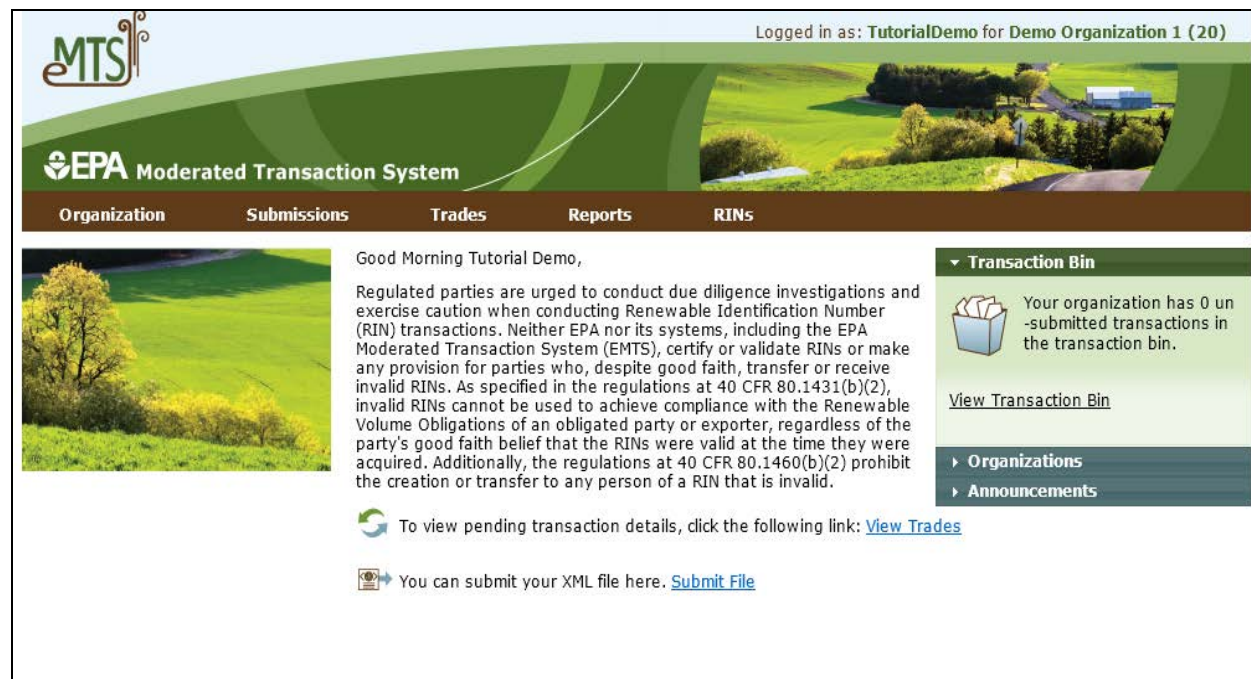 eMTS
Logged in as: TutorialDemo for Demo Organization 1 (20)
EPA Moderated Transaction System
Organization Submissions Trades Reports RINs
Good Morning Tutorial Demo,
Regulated parties are urged to conduct due diligence investigations and
exercise caution when conducting Renewable Identification Number
(RIN) transactions. Neither EPA nor its systems, including the EPA
Moderated Transaction System (EMTS), certify or validate RINs or make
any provision for parties who, despite good faith, transfer or receive
invalid RINs. As specified in the regulations at 40 CFR 80.1431(b)(2),
invalid RINs cannot be used to achieve compliance with the Renewable
Volume Obligations of an obligated party or exporter, regardless of the
party's good faith belief that the RINs were valid at the time they were
acquired. Additionally, the regulations at 40 CFR 80.1460(b)(2) prohibit
the creation or transfer to any person of a RIN that is invalid.
To view pending transaction details, click the following link: View Trades
You can submit your XML file here. Submit File
Transaction Bin
Your organization has 0 un
-submitted transactions in
the transaction bin.
View Transaction Bin
Organizations
Announcements